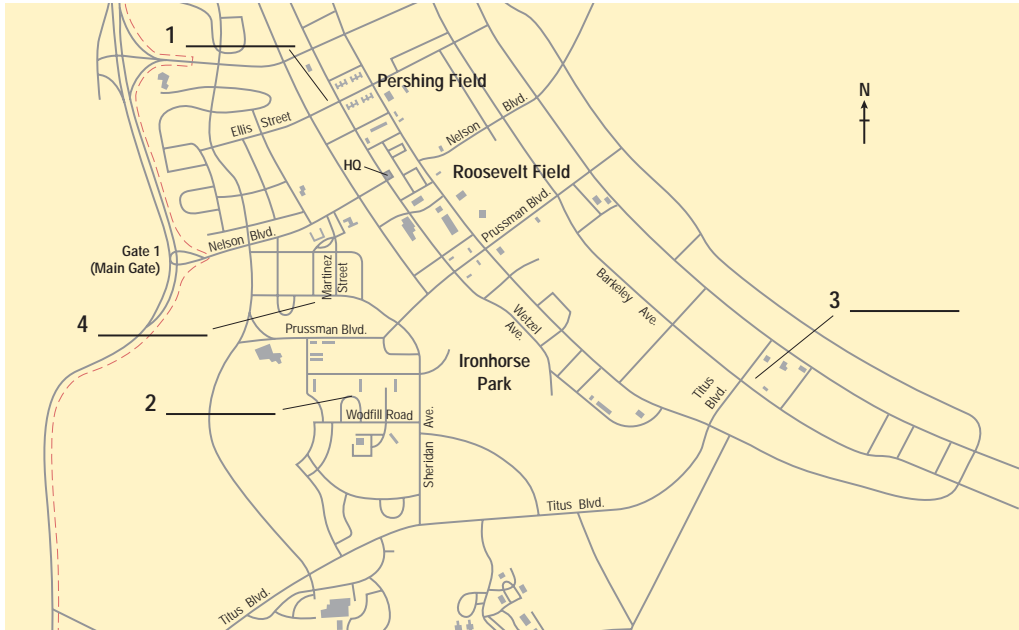 1
Pershing Field
N
Ellis Street
Nelson Blvd.
HQ
Roosevelt Field
Prussman Blvd.
Nelson Blvd.
Gate 1
(Main Gate)
Martinez
Street
Barkeley Ave.
3
4
Wetzel
Ave.
Prussman Blvd.
Ironhorse
Park
Titus
Blvd.
2
Wodfill Road
Sheridan Ave.
Titus Blvd.
Titus Blvd.